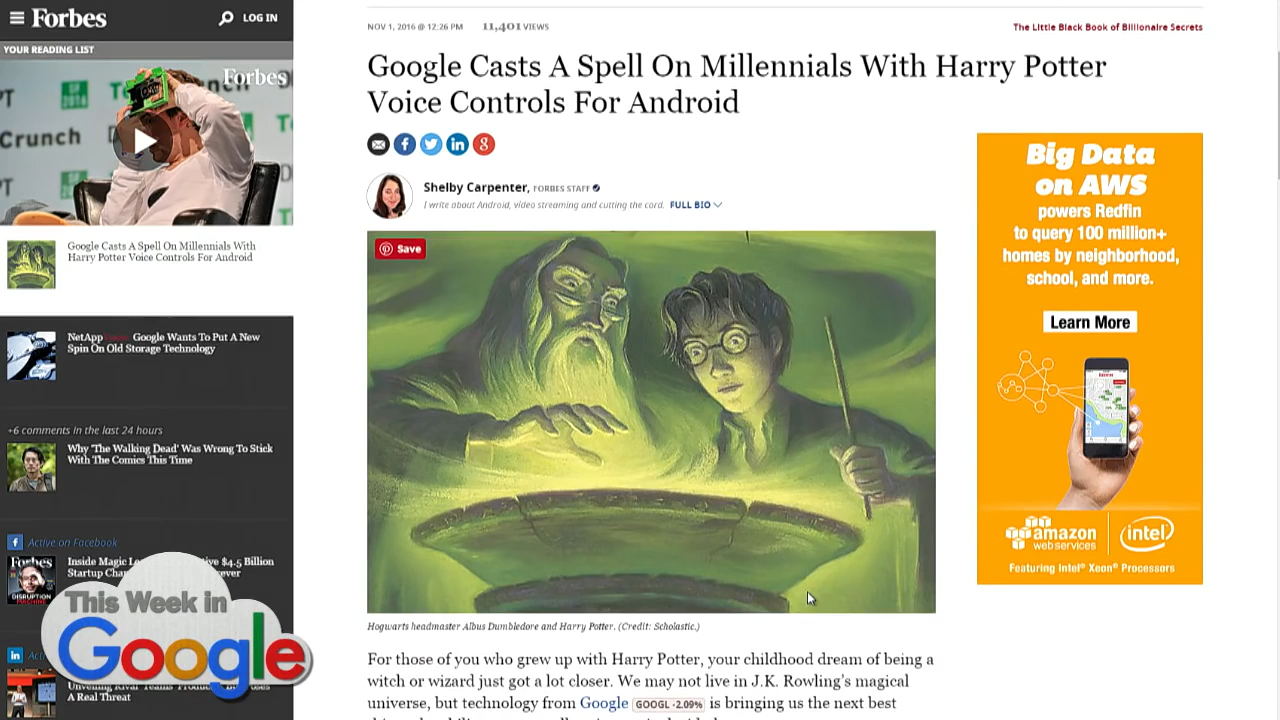 Forbes
LOG IN
YOUR READING LIST
Forbes
Crunch
Google Casts A Spell On Millennials With
Harry Potter Voice Controls For Android
NetApp Google Wants To Put A New
Spin On Old Storage Technology
+6 comments in the last 24 hours
Why 'The Walking Dead' Was Wrong To Stick
With The Comics This Time
Active on Facebook
Forbes
DISRUPTION
MACHINE
Inside Magic
$4.5 Billion
Startup
This Week in
Google
A Real Threat
NOV 1, 2016 @ 12:26 PM 11,401 VIEWS
The Little Black Book of Billionaire Secrets
Google Casts A Spell On Millennials With Harry Potter
Voice Controls For Android
Shelby Carpenter, FORBES STAFF
I write about Android, video streaming and cutting the cord. FULL BIO
Save
Hogwarts headmaster Albus Dumbledore and Harry Potter. (Credit: Scholastic.)
For those of you who grew up with Harry Potter, your childhood dream of being a
witch or wizard just got a lot closer. We may not live in J.K. Rowling's magical
universe, but technology from Google GOOGL -2.09% is bringing us the next best
Big Data
on AWS
powers Redfin
to query 100 million+
homes by neighborhood,
school, and more.
Learn More
amazon
webservices
intel
Featuring Intel® Xeon® Processors